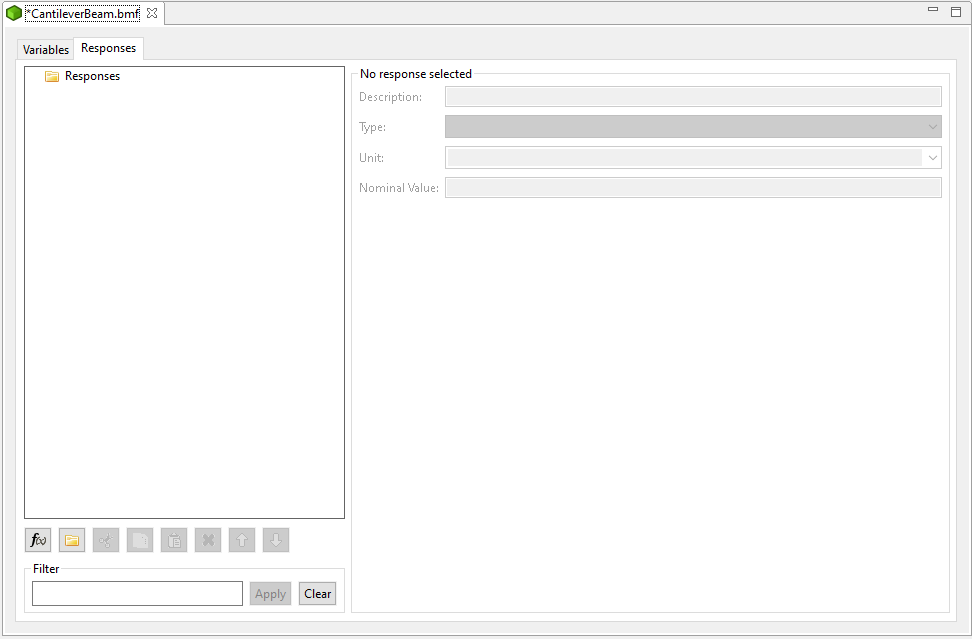 *CantileverBeam.bmf
Variables
Responses
Responses
No response selected
Description:
Type:
Unit:
Nominal Value:
f(x)
Filter
Apply
Clear